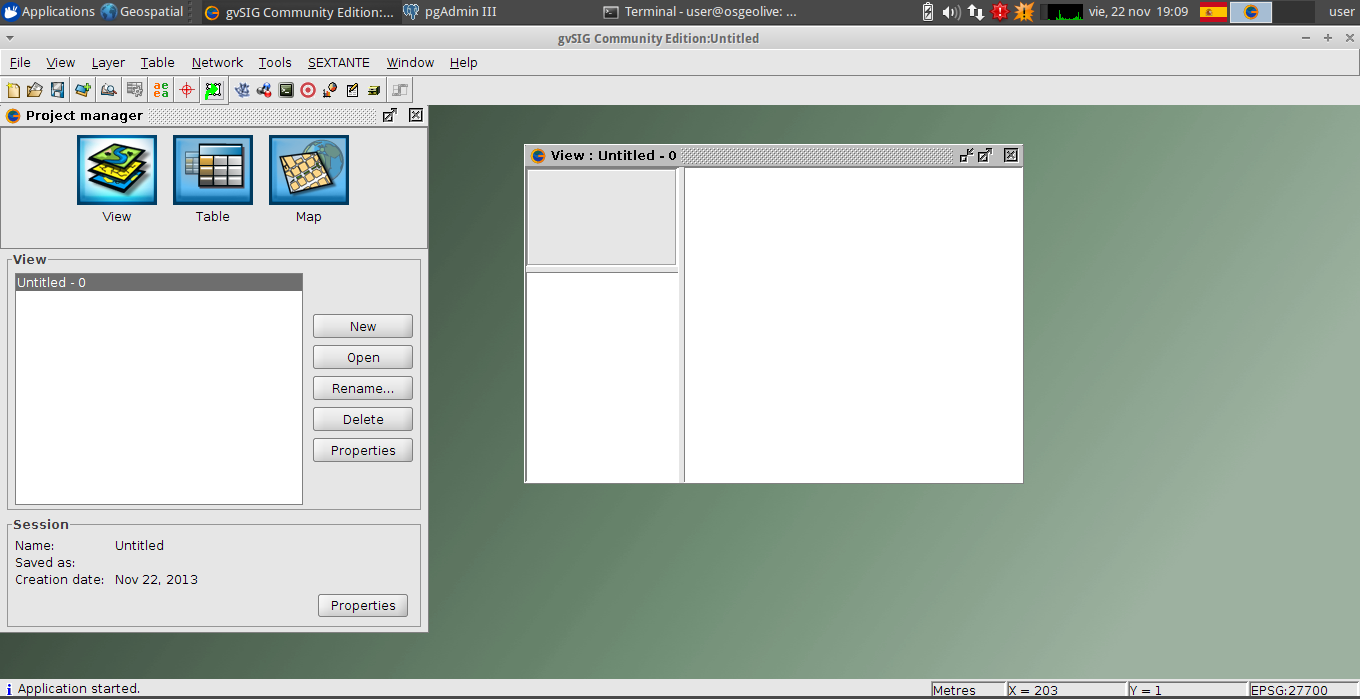 Applications Geospatial gvSIG Community Edition:... pgAdmin III Terminal - user@osgeolive: ... vie, 22 nov 19:09 user
gvSIG Community Edition:Untitled
File View Layer Table Network Tools SEXTANTE Window Help
Project manager
View Table Map
View
Untitled - 0
New
Open
Rename...
Delete
Properties
Session
Name: Untitled
Saved as:
Creation date: Nov 22, 2013
Properties
View : Untitled - 0
Application started. Metres X = 203 Y = 1 EPSG:27700